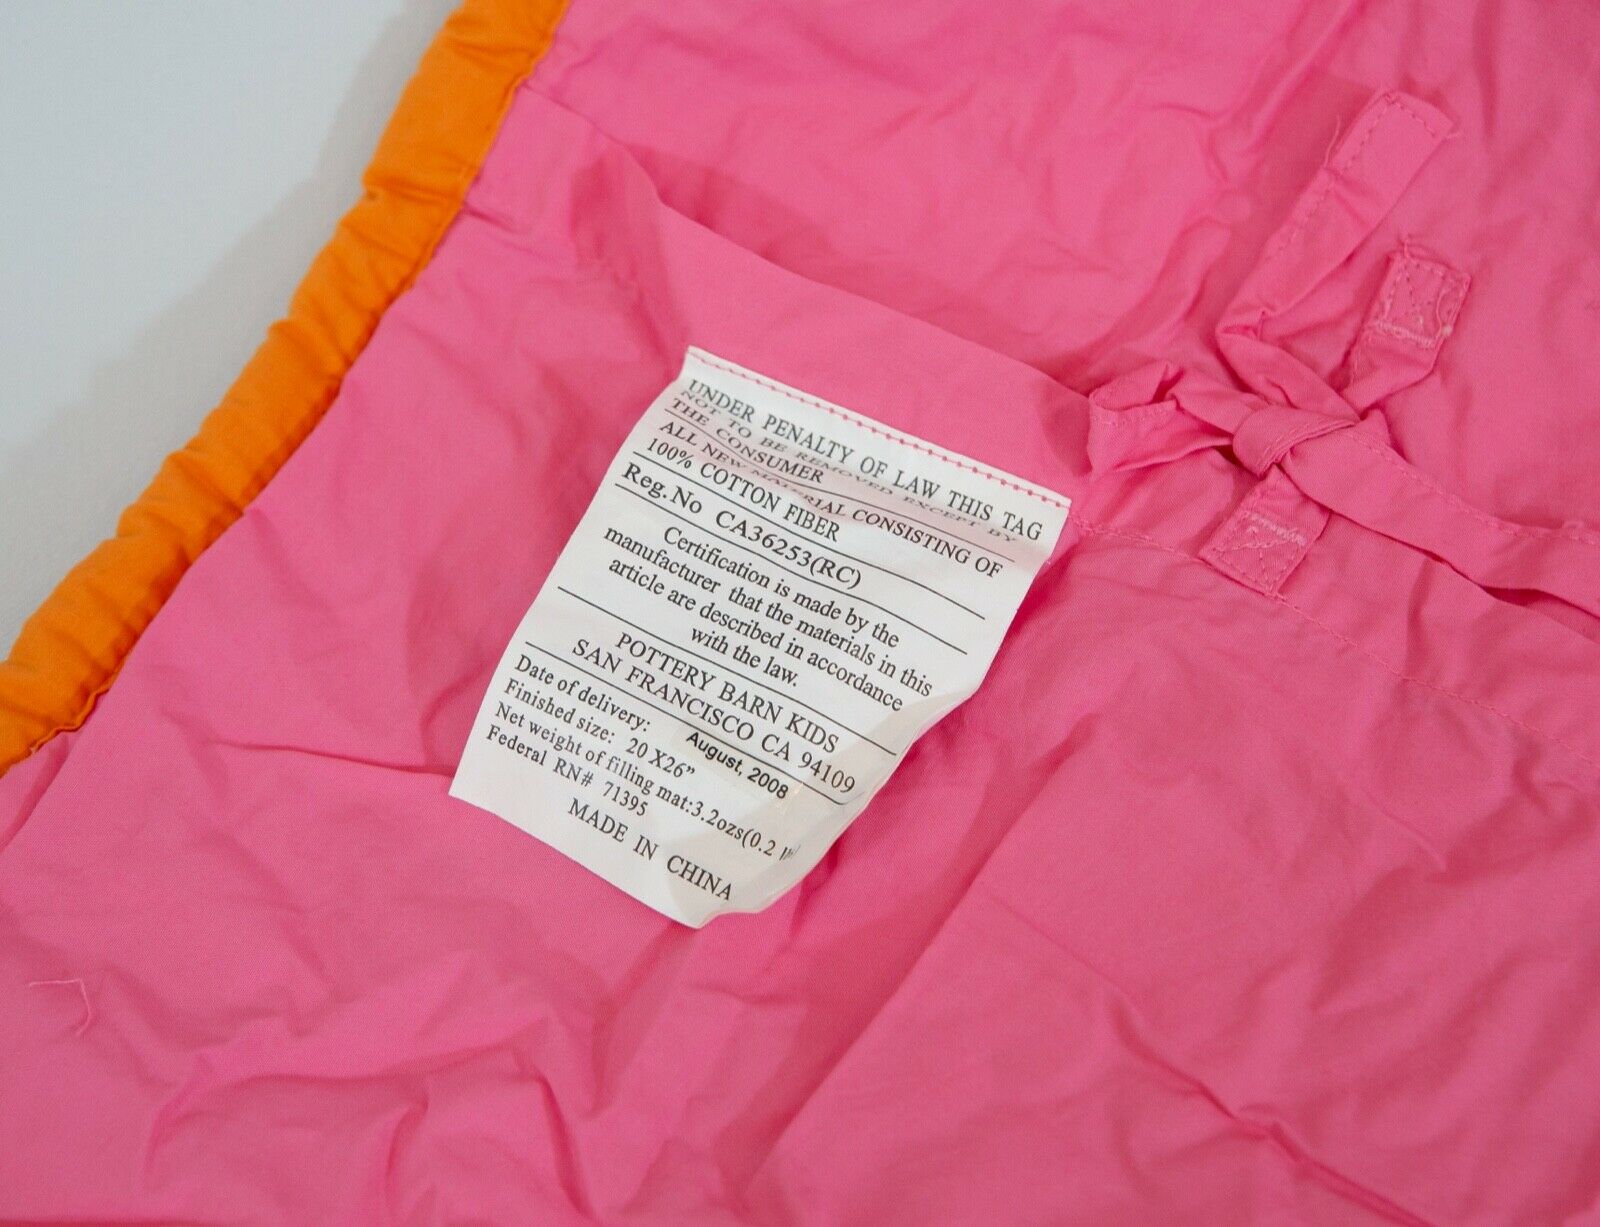 UNDER PENALTY OF LAW THIS TAG
NOT TO BE REMOVED EXCEPT BY
THE CONSUMER
ALL NEW MATERIAL CONSISTING OF
100% COTTON FIBER
Reg.No CA36253(RC)
Certification is made by the
manufacturer that the materials in this
article are described in accordance
with the law.
POTTERY BARN KIDS
SAN FRANCISCO CA 94109
Date of delivery: August, 2008
Finished size: 20 X26”
Net weight of filling mat:3.2ozs(0.2
Federal RN# 71395
MADE IN CHINA